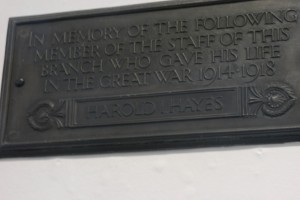 IN MEMORY OF THE FOLLOWING
MEMBER OF THE STAFF OF THIS
BRANCH WHO GAVE HIS LIFE
IN THE GREAT WAR 1914-1918
HAROLD J HAYES